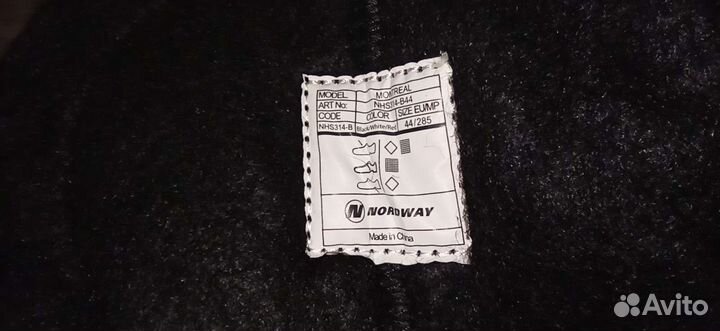 MODEL MONTREAL
ART No: NHS314-B44
CODE COLOR SIZE EU/MP
NHS314-B Black/White/Red 44/285
N NORDWAY
Made in China
Avito